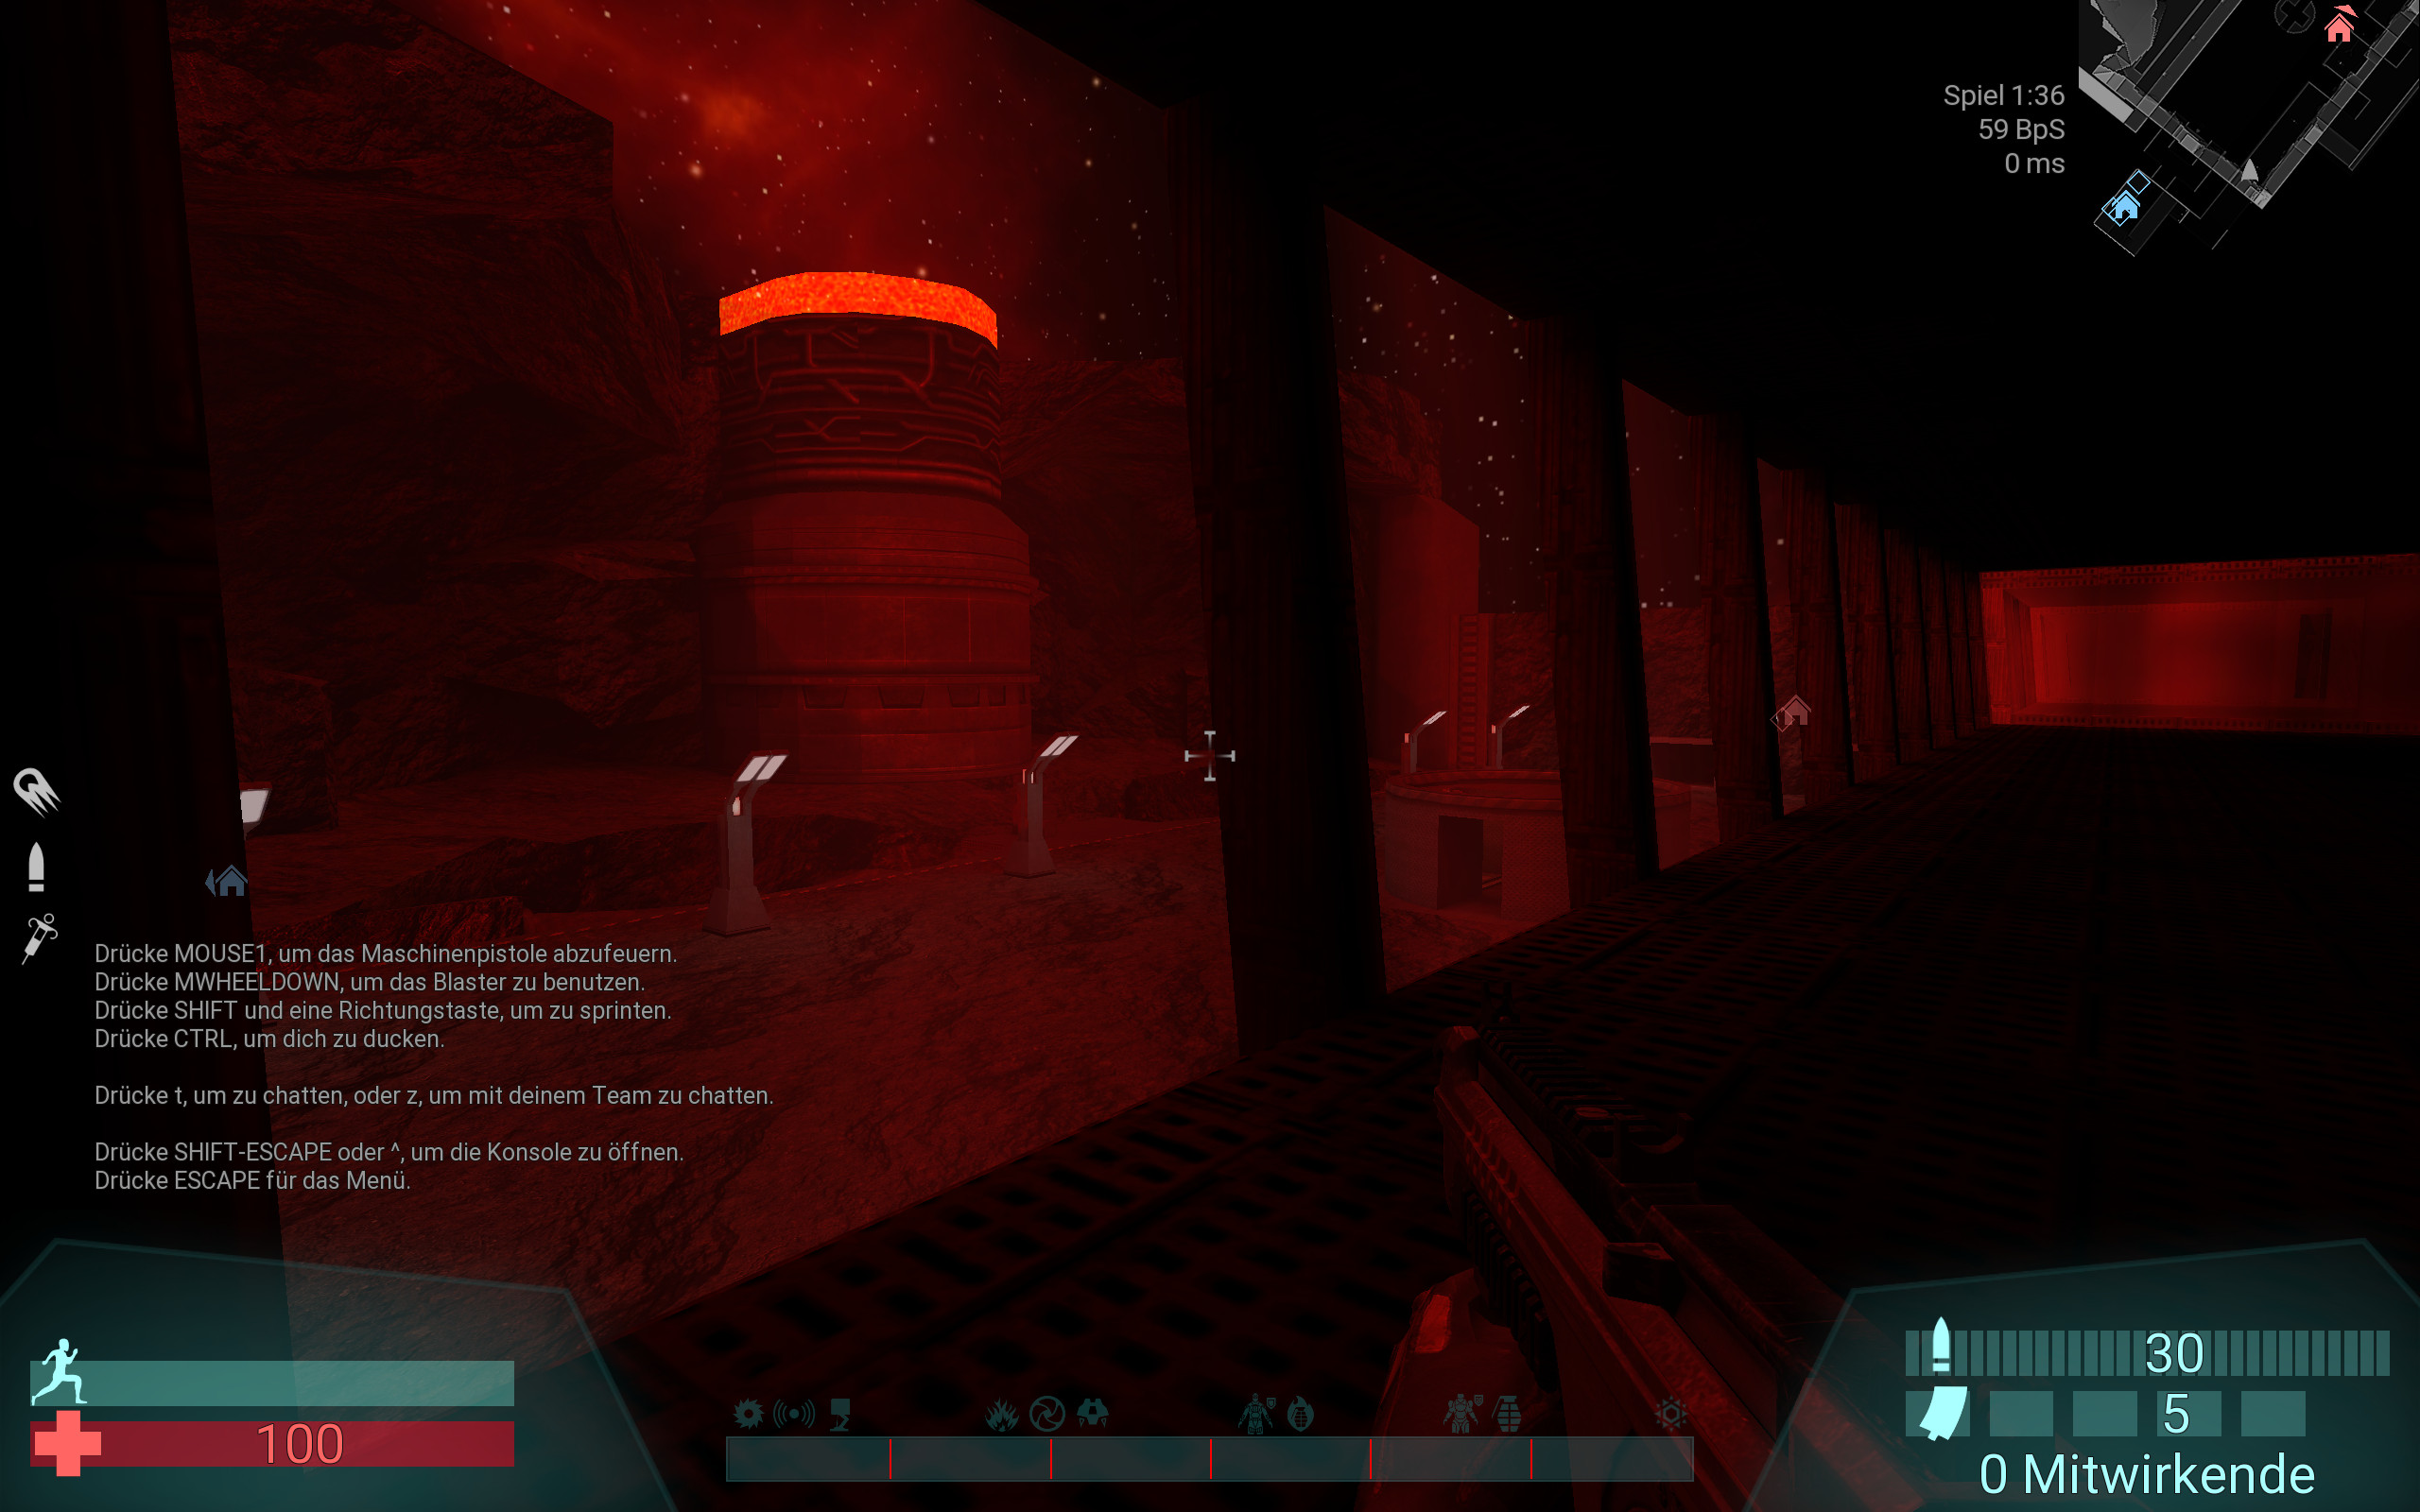 Spiel 1:36
59 BpS
0 ms
Drücke MOUSE1, um das Maschinenpistole abzufeuern.
Drücke MWHEELDOWN, um das Blaster zu benutzen.
Drücke SHIFT und eine Richtungstaste, um zu sprinten.
Drücke CTRL, um dich zu ducken.
Drücke t, um zu chatten, oder z, um mit deinem Team zu chatten.
Drücke SHIFT-ESCAPE oder ^, um die Konsole zu öffnen.
Drücke ESCAPE für das Menü.
100
30
5
0 Mitwirkende